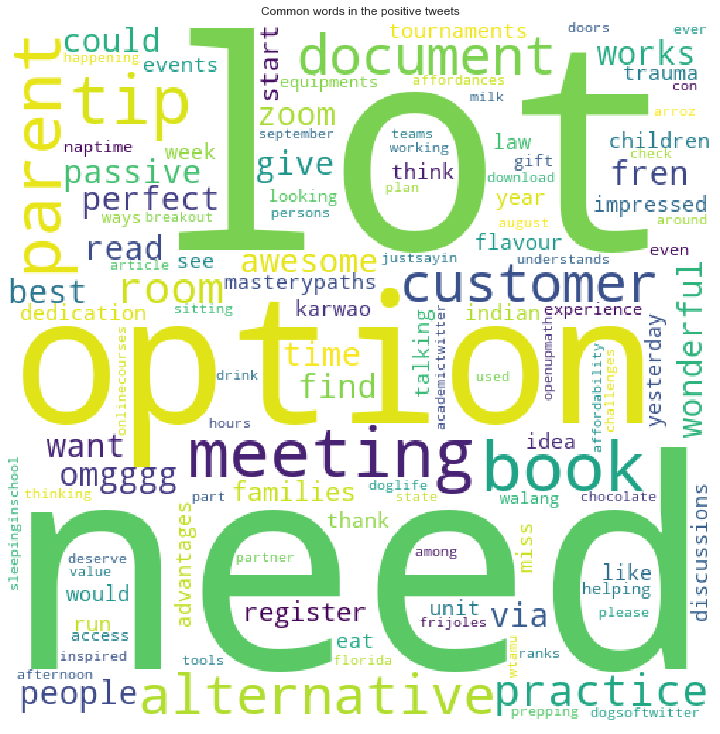 Common words in the positive tweets
could
happening
events
tip
lot
document
tournaments
doors
works
ever
start
equipments
affordances
trauma
con
milk
arroz
parent
naptime
week
passive
zoom
september
teams
working
law
gift
children
check
give
think
download
fren
perfect
ways
breakout
looking
persons
plan
year
impressed
august
flavour
around
read
article
see
awesome
justsayin
understands
even
best
room
masterypaths
customer
wonderful
dedication
sitting
karwao
talking
indian
experience
option
onlinecourses
time
find
drink
used
academictwitter
openupmath
affordability
challenges
yesterday
hours
want
meeting
idea
book
omgggg
thinking
families
part
doglife
state
walang
chocolate
sleepinginschool
need
advantages
thank
miss
discussions
deserve
value
partner
among
like
helping
would
run
access
register
unit
frijoles
via
please
inspired
tools
eat
florida
wtamu
ranks
afternoon
people
alternative
practice
prepping
dogsoftwitter